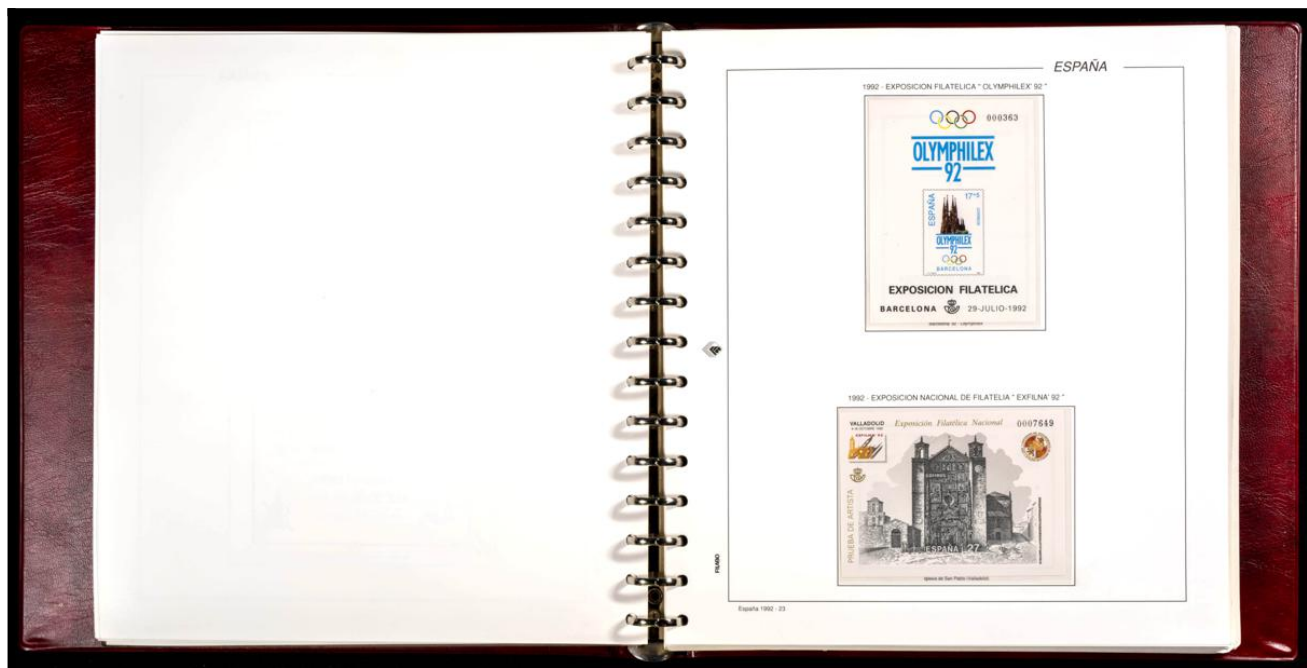 ESPAÑA
1992 - EXPOSICION FILATELICA " OLYMPHILEX' 92 "
000363
OLYMPHILEX
92
17+5
ESPAÑA
OLYMPHILEX
92
BARCELONA
EXPOSICION FILATELICA
BARCELONA 29-JULIO-1992
1992 - EXPOSICION NACIONAL DE FILATELIA " EXFILNA' 92 "
VALLADOLID Exposición Filatélica Nacional 0007649
EXFILNA 92
PRUEBA DE ARTISTA
ESPAÑA 27
Iglesia de San Pablo (Valladolid)
FILABO
España 1992 - 23